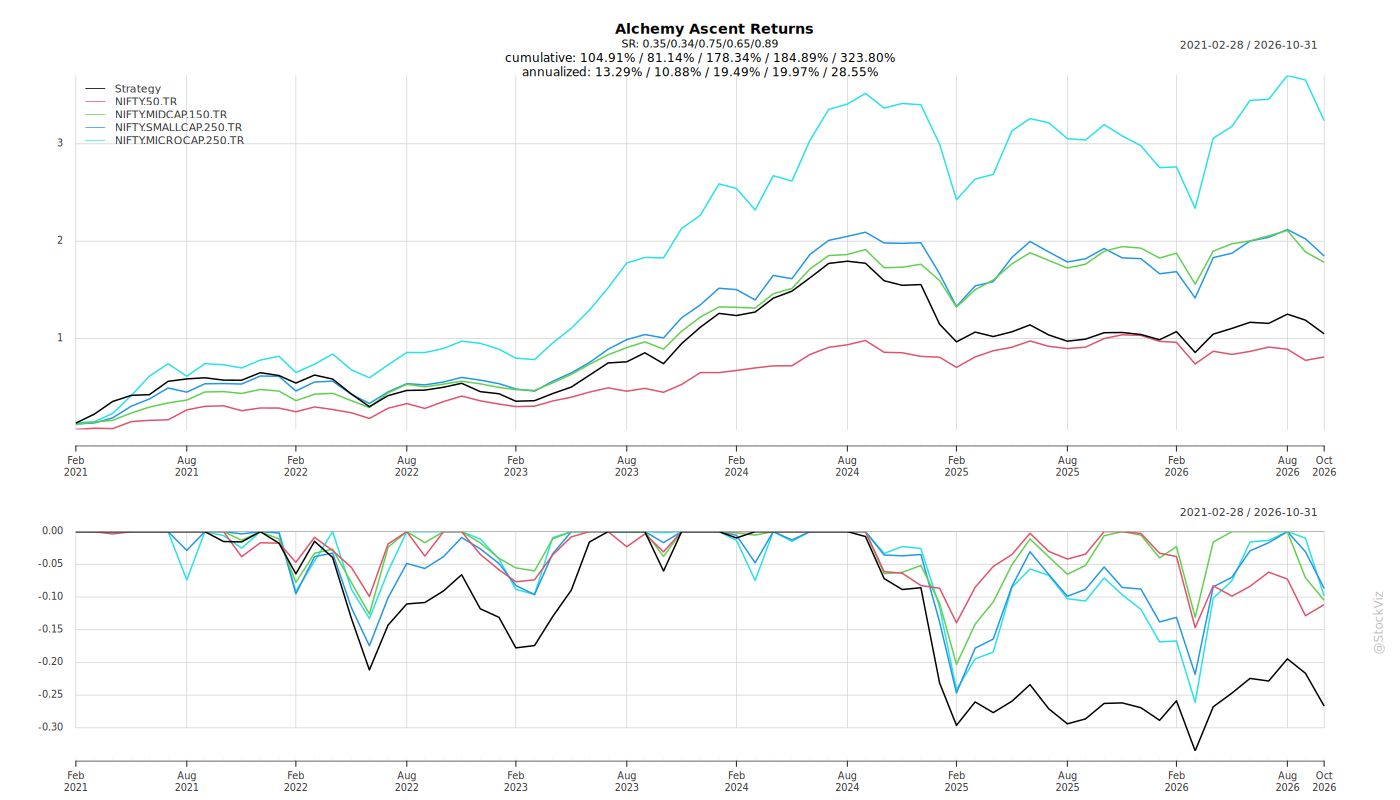 Alchemy Ascent Returns
SR: 0.35/0.34/0.75/0.65/0.89
cumulative: 104.91% / 81.14% / 178.34% / 184.89% / 323.80%
annualized: 13.29% / 10.88% / 19.49% / 19.97% / 28.55%
2021-02-28 / 2026-10-31
Strategy
NIFTY.50.TR
NIFTY.MIDCAP.150.TR
NIFTY.SMALLCAP.250.TR
NIFTY.MICROCAP.250.TR
3
2
1
Feb 2021
Aug 2021
Feb 2022
Aug 2022
Feb 2023
Aug 2023
Feb 2024
Aug 2024
Feb 2025
Aug 2025
Feb 2026
Aug 2026
Oct 2026
2021-02-28 / 2026-10-31
0.00
-0.05
-0.10
-0.15
-0.20
-0.25
-0.30
Feb 2021
Aug 2021
Feb 2022
Aug 2022
Feb 2023
Aug 2023
Feb 2024
Aug 2024
Feb 2025
Aug 2025
Feb 2026
Aug 2026
Oct 2026
@StockViz